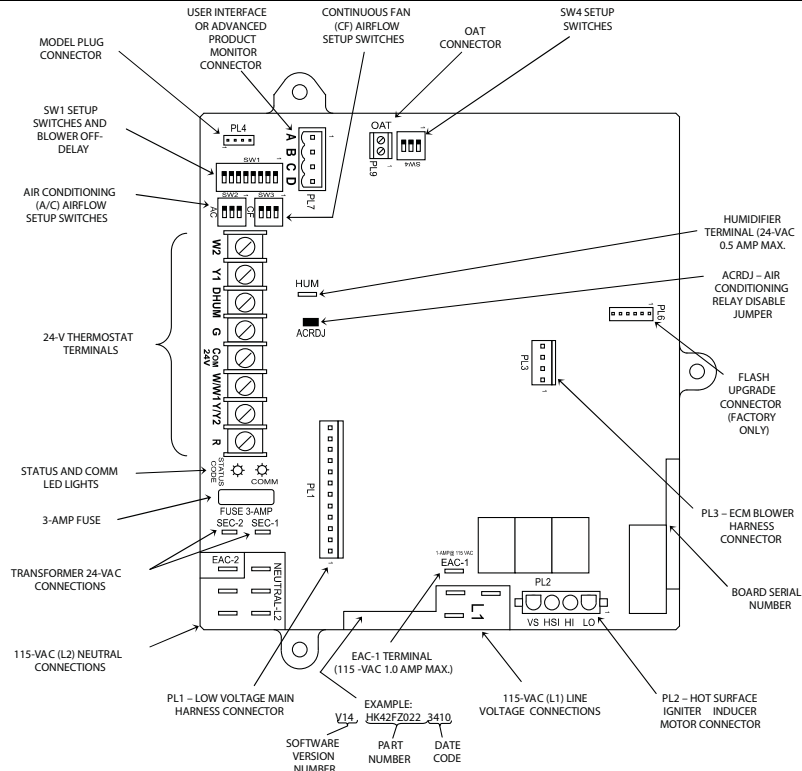 USER INTERFACE
OR ADVANCED
PRODUCT
MONITOR
CONNECTOR
CONTINUOUS FAN
(CF) AIRFLOW
SETUP SWITCHES
OAT
CONNECTOR
SW4 SETUP
SWITCHES
MODEL PLUG
CONNECTOR
SW1 SETUP
SWITCHES AND
BLOWER OFF-
DELAY
AIR CONDITIONING
(A/C) AIRFLOW
SETUP SWITCHES
PL4
SW1
SW2
SW3
AC
CF
A
B
C
D
PL7
OAT
PL9
SW4
HUMIDIFIER
TERMINAL (24-VAC
0.5 AMP MAX.
ACRDJ – AIR
CONDITIONING
RELAY DISABLE
JUMPER
HUM
ACRDJ
PL6
PL3
FLASH
UPGRADE
CONNECTOR
(FACTORY
ONLY)
24-V THERMOSTAT
TERMINALS
W2
Y1
DHUM
G
COM
24V
W/W1
Y/Y2
R
STATUS AND COMM
LED LIGHTS
STATUS
CODE
COMM
3-AMP FUSE
FUSE 3-AMP
SEC-2
SEC-1
PL1
TRANSFORMER 24-VAC
CONNECTIONS
EAC-2
NEUTRAL-L2
1-AMP@ 115 VAC
EAC-1
L1
PL2
VS HSI HI LO
PL3 – ECM BLOWER
HARNESS
CONNECTOR
BOARD SERIAL
NUMBER
115-VAC (L2) NEUTRAL
CONNECTIONS
EAC-1 TERMINAL
(115 -VAC 1.0 AMP MAX.)
PL1 – LOW VOLTAGE MAIN
HARNESS CONNECTOR
115-VAC (L1) LINE
VOLTAGE CONNECTIONS
PL2 – HOT SURFACE
IGNITER INDUCER
MOTOR CONNECTOR
EXAMPLE:
V14 HK42FZ022 3410
SOFTWARE
VERSION
NUMBER
PART
NUMBER
DATE
CODE